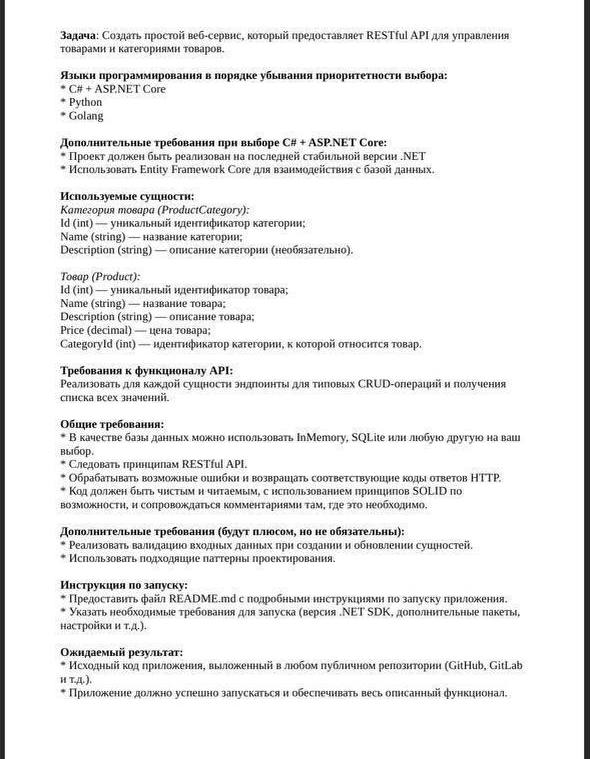 Задача: Создать простой веб-сервис, который предоставляет RESTful API для управления
товарами и категориями товаров.
Языки программирования в порядке убывания приоритетности выбора:
* C# + ASP.NET Core
* Python
* Golang
Дополнительные требования при выборе C# + ASP.NET Core:
* Проект должен быть реализован на последней стабильной версии .NET
* Использовать Entity Framework Core для взаимодействия с базой данных.
Используемые сущности:
Категория товара (ProductCategory):
Id (int) — уникальный идентификатор категории;
Name (string) — название категории;
Description (string) — описание категории (необязательно).
Товар (Product):
Id (int) — уникальный идентификатор товара;
Name (string) — название товара;
Description (string) — описание товара;
Price (decimal) — цена товара;
CategoryId (int) — идентификатор категории, к которой относится товар.
Требования к функционалу API:
Реализовать для каждой сущности эндпоинты для типовых CRUD-операций и получения
списка всех значений.
Общие требования:
* В качестве базы данных можно использовать InMemory, SQLite или любую другую на ваш
выбор.
* Следовать принципам RESTful API.
* Обрабатывать возможные ошибки и возвращать соответствующие коды ответов HTTP.
* Код должен быть чистым и читаемым, с использованием принципов SOLID по
возможности, и сопровождаться комментариями там, где это необходимо.
Дополнительные требования (будут плюсом, но не обязательны):
* Реализовать валидацию входных данных при создании и обновлении сущностей.
* Использовать подходящие паттерны проектирования.
Инструкция по запуску:
* Предоставить файл README.md с подробными инструкциями по запуску приложения.
* Указать необходимые требования для запуска (версия .NET SDK, дополнительные пакеты,
настройки и т.д.).
Ожидаемый результат:
* Исходный код приложения, выложенный в любом публичном репозитории (GitHub, GitLab
и т.д.).
* Приложение должно успешно запускаться и обеспечивать весь описанный функционал.